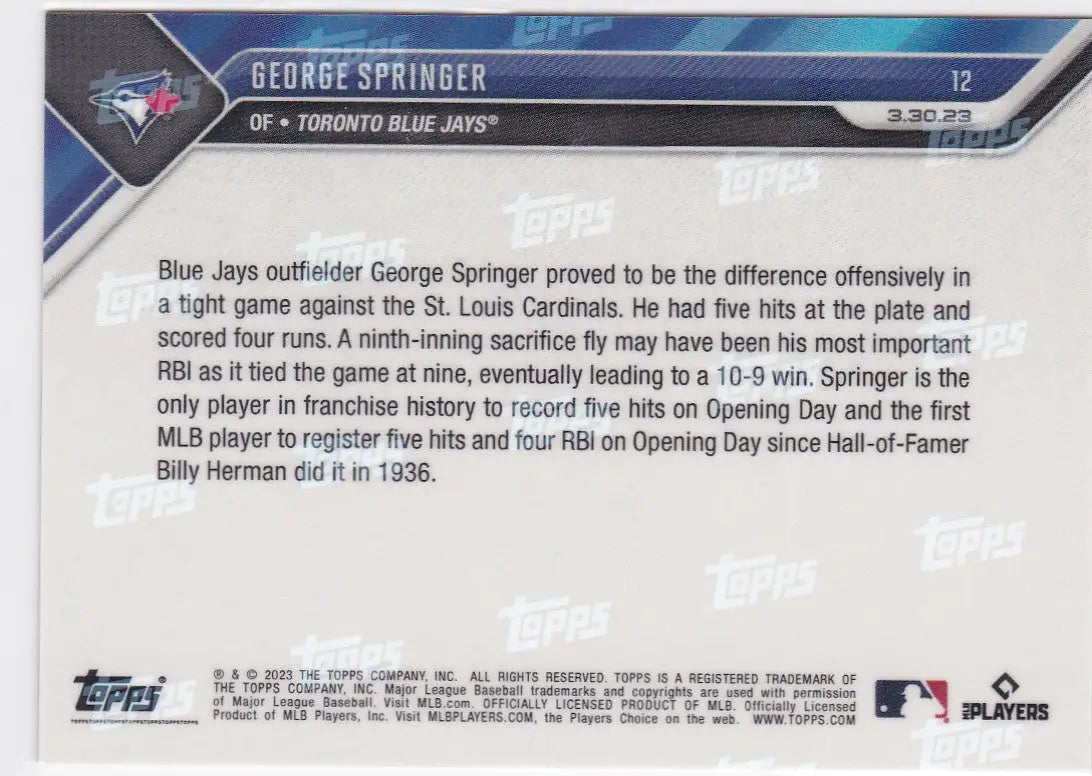 GEORGE SPRINGER
12
OF • TORONTO BLUE JAYS®
3.30.23
Blue Jays outfielder George Springer proved to be the difference offensively in
a tight game against the St. Louis Cardinals. He had five hits at the plate and
scored four runs. A ninth-inning sacrifice fly may have been his most important
RBI as it tied the game at nine, eventually leading to a 10-9 win. Springer is the
only player in franchise history to record five hits on Opening Day and the first
MLB player to register five hits and four RBI on Opening Day since Hall-of-Famer
Billy Herman did it in 1936.
topps
TOPPSTOPPSTOPPSTOPPSTOPPSTOPPSTOPPS
® & © 2023 THE TOPPS COMPANY, INC. ALL RIGHTS RESERVED. TOPPS IS A REGISTERED TRADEMARK OF
THE TOPPS COMPANY, INC. Major League Baseball trademarks and copyrights are used with permission
of Major League Baseball. Visit MLB.com. OFFICIALLY LICENSED PRODUCT OF MLB. Officially Licensed
Product of MLB Players, Inc. Visit MLBPLAYERS.COM, the Players Choice on the web. WWW.TOPPS.COM
MLB PLAYERS